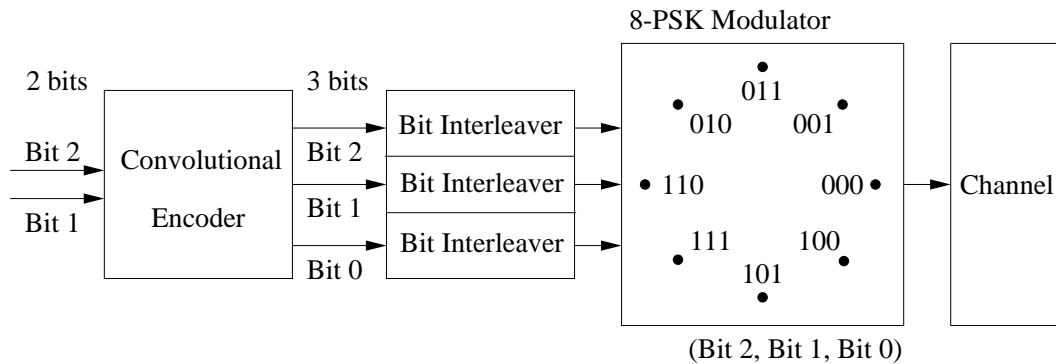 8-PSK Modulator
2 bits
3 bits
Bit 2
Bit 1
Convolutional
Encoder
Bit 2
Bit 1
Bit 0
Bit Interleaver
Bit Interleaver
Bit Interleaver
011
010
001
110
000
111
100
101
Channel
(Bit 2, Bit 1, Bit 0)